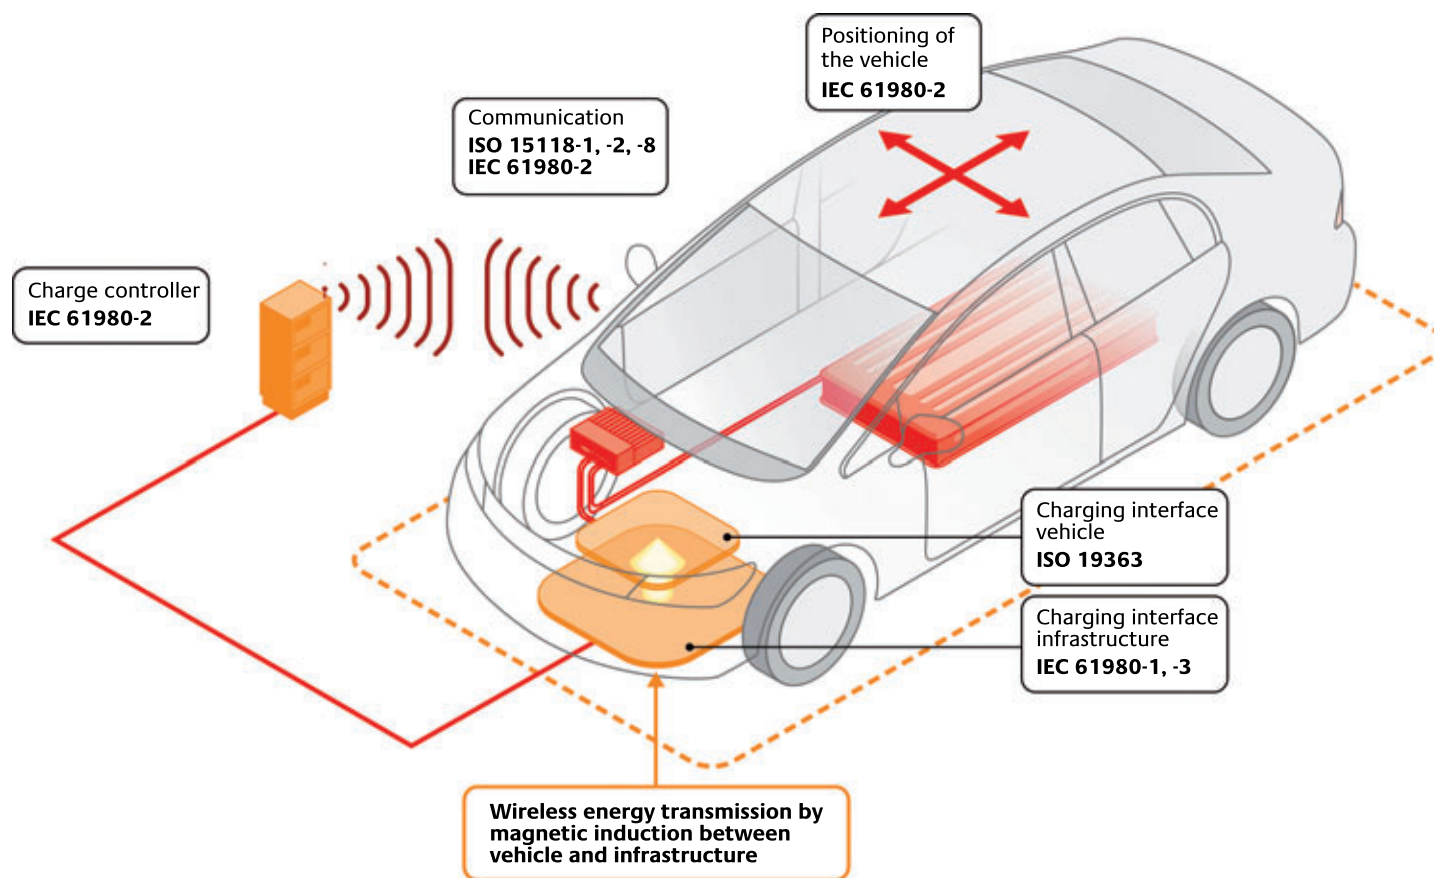 Positioning of
the vehicle
IEC 61980-2
Communication
ISO 15118-1, -2, -8
IEC 61980-2
Charge controller
IEC 61980-2
Charging interface
vehicle
ISO 19363
Charging interface
infrastructure
IEC 61980-1, -3
Wireless energy transmission by
magnetic induction between
vehicle and infrastructure